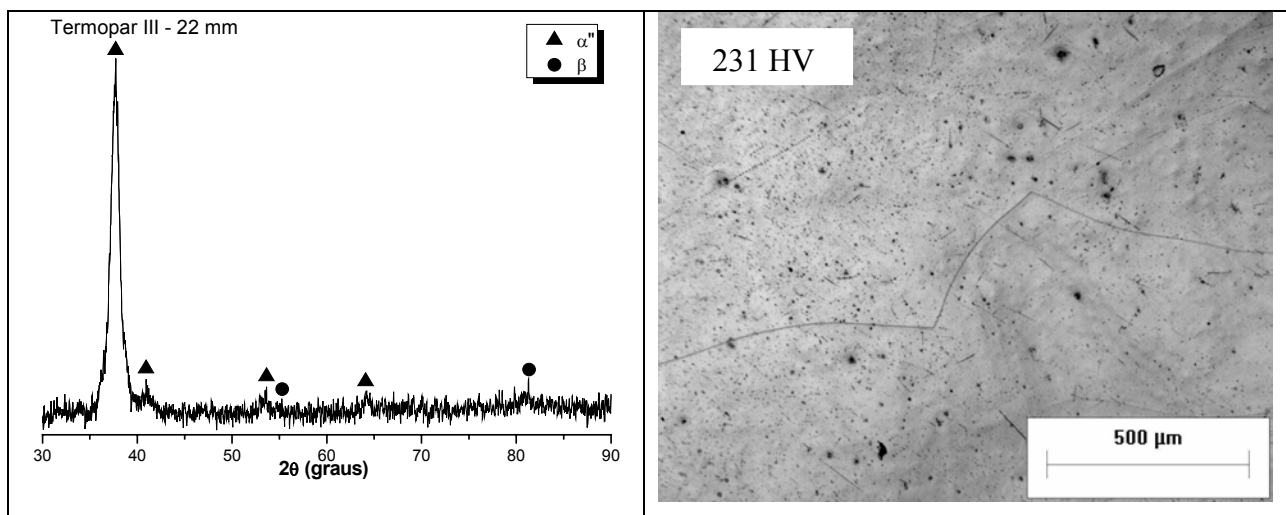 Termopar III - 22 mm
▲ α"
● β
30 40 50 60 70 80 90
2θ (graus)
231 HV
500 µm